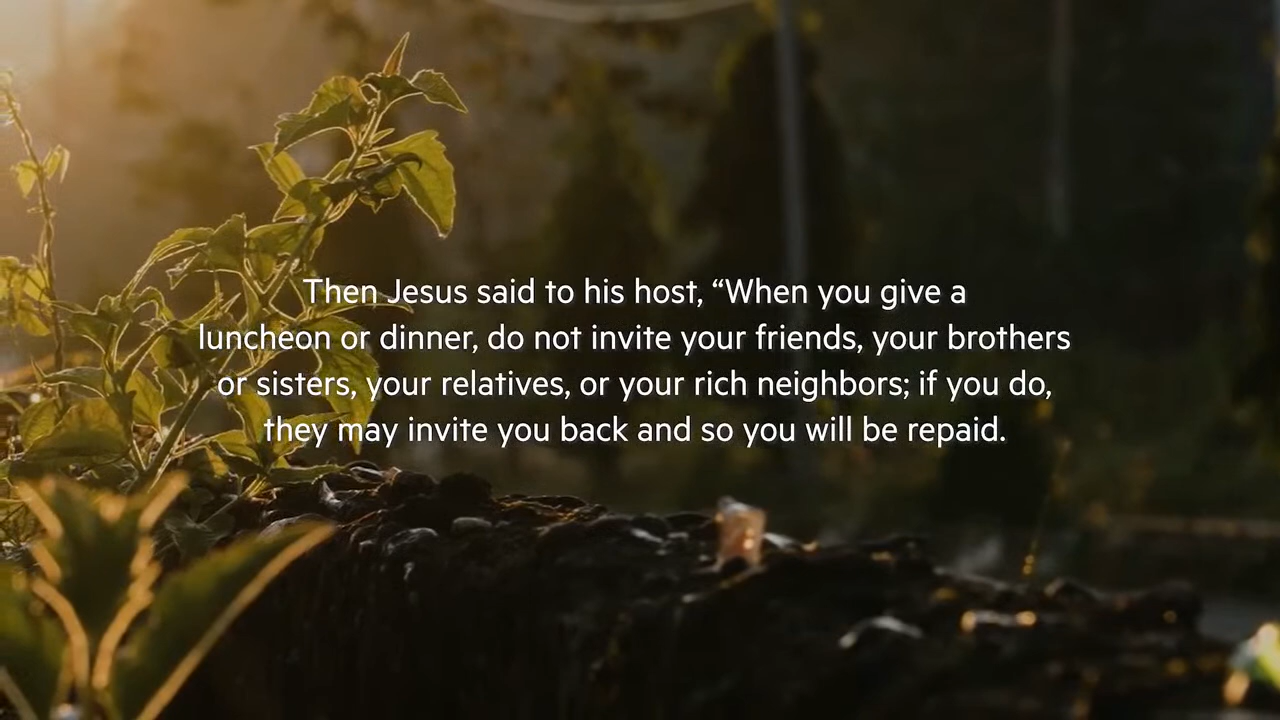 Then Jesus said to his host, “When you give a
luncheon or dinner, do not invite your friends, your brothers
or sisters, your relatives, or your rich neighbors; if you do,
they may invite you back and so you will be repaid.